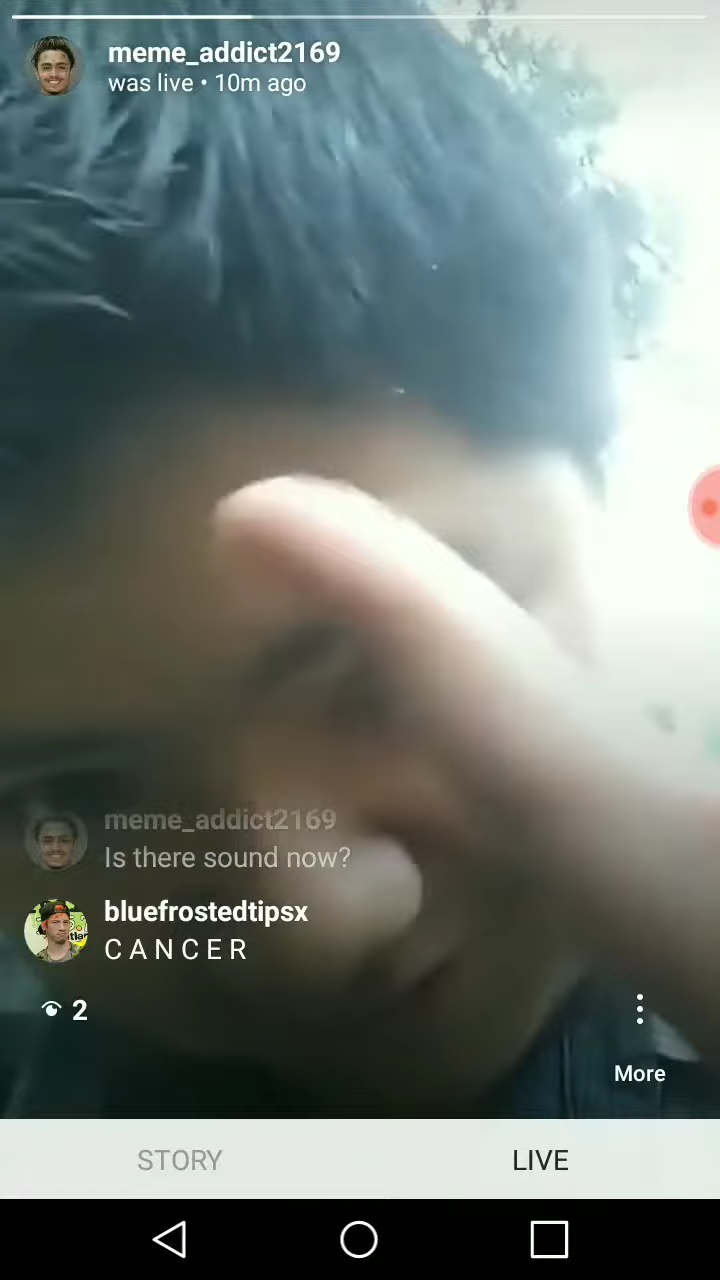 meme_addict2169
was live • 10m ago
meme_addict2169
Is there sound now?
bluefrostedtipsx
C A N C E R
2
More
STORY
LIVE